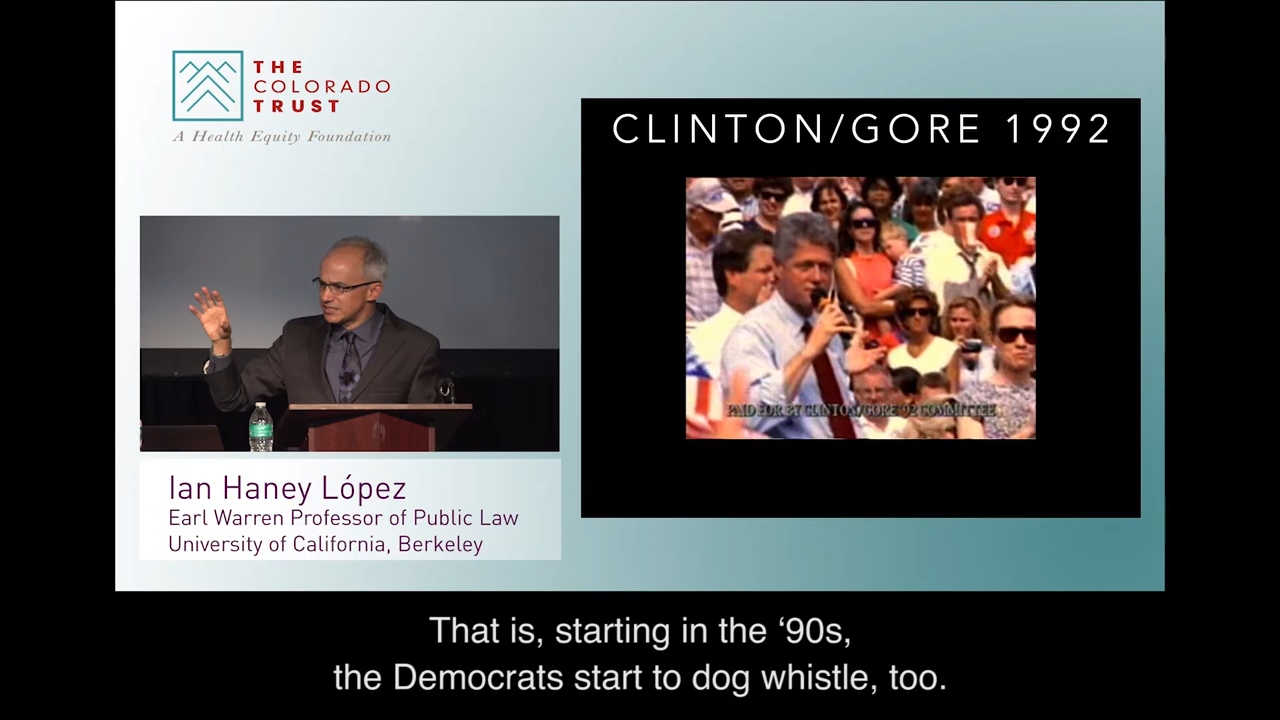 THE
COLORADO
TRUST
A Health Equity Foundation
CLINTON/GORE 1992
PAID FOR BY CLINTON/GORE '92 COMMITTEE
Ian Haney López
Earl Warren Professor of Public Law
University of California, Berkeley
That is, starting in the ‘90s,
the Democrats start to dog whistle, too.